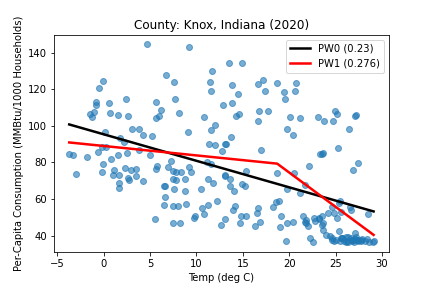 County: Knox, Indiana (2020)
PW0 (0.23)
PW1 (0.276)
Per-Capita Consumption (MMBtu/1000 Households)
140
120
100
80
60
40
−5
0
5
10
15
20
25
30
Temp (deg C)